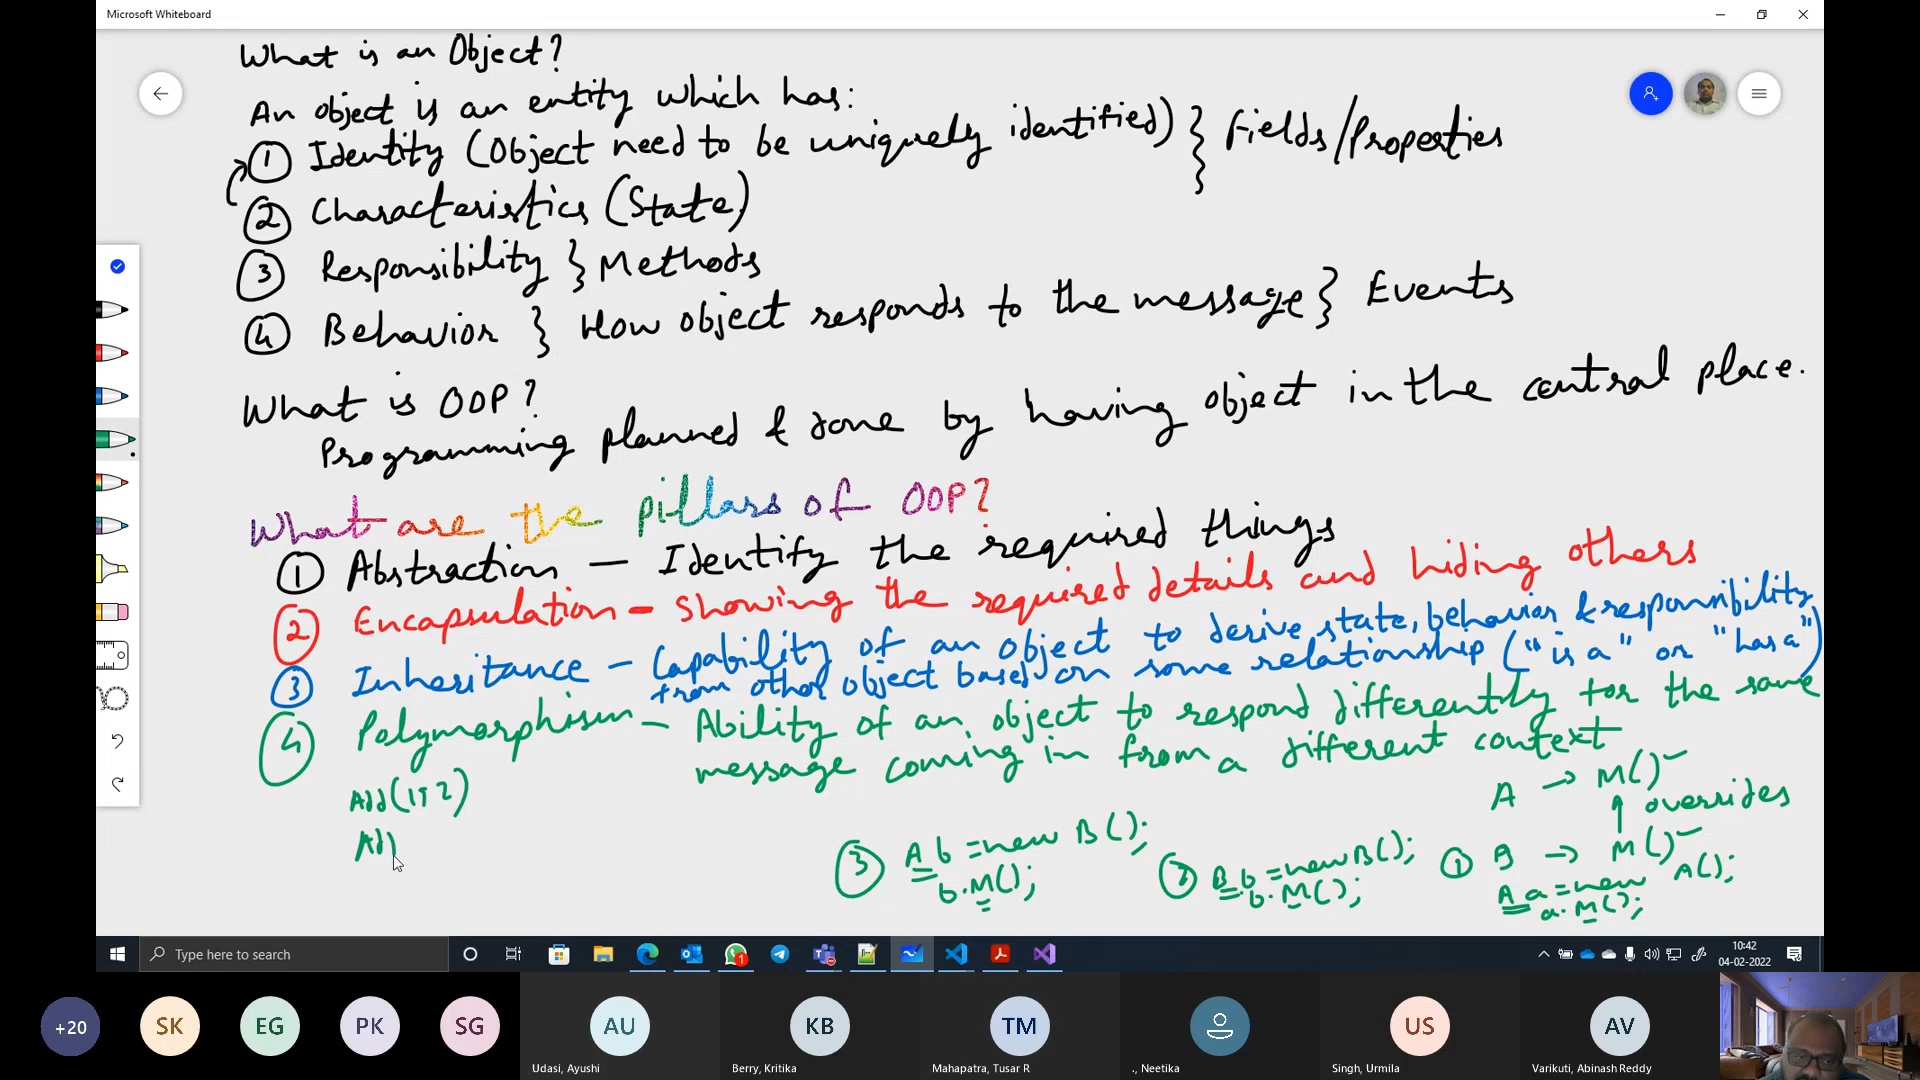 Microsoft Whiteboard
What is an Object?
An object is an entity which has:
1 Identity (Object need to be uniquely identified) } Fields/Properties
2 Characteristics (State)
3 Responsibility } Methods
4 Behavior } How object responds to the message } Events
What is OOP?
Programming planned & done by having object in the central place.
What are the pillars of OOP?
1 Abstraction — Identify the required things
2 Encapsulation - Showing the required details and hiding others
3 Inheritance - Capability of an object to derive state, behavior & responsibility
from other object based on some relationship ("is a" or "has a")
4 Polymorphism - Ability of an object to respond differently for the same
message coming in from a different context
Add(1,2)
Ad
A → M()
↑ overrides
B → M()
1 A a = new A();
a.M();
2 B b = new B();
b.M();
3 A b = new B();
b.M();
Type here to search
10:42
04-02-2022
+20
SK
EG
PK
SG
AU
KB
TM
US
AV
Udasi, Ayushi
Berry, Kritika
Mahapatra, Tusar R
., Neetika
Singh, Urmila
Varikuti, Abinash Reddy